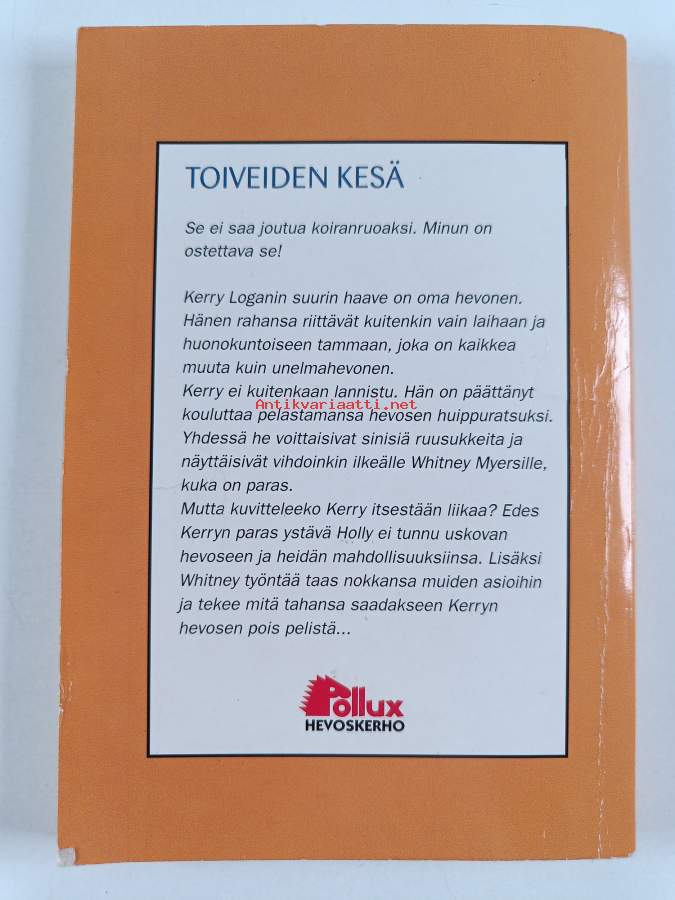 TOIVEIDEN KESÄ
Se ei saa joutua koiranruoaksi. Minun on
ostettava se!
Kerry Loganin suurin haave on oma hevonen.
Hänen rahansa riittävät kuitenkin vain laihaan ja
huonokuntoiseen tammaan, joka on kaikkea
muuta kuin unelmahevonen.
Kerry ei kuitenkaan lannistu. Hän on päättänyt
Antikvariaatti.net
kouluttaa pelastamansa hevosen huippuratsuksi.
Yhdessä he voittaisivat sinisiä ruusukkeita ja
näyttäisivät vihdoinkin ilkeälle Whitney Myersille,
kuka on paras.
Mutta kuvitteleeko Kerry itsestään liikaa? Edes
Kerryn paras ystävä Holly ei tunnu uskovan
hevoseen ja heidän mahdollisuuksiinsa. Lisäksi
Whitney työntää taas nokkansa muiden asioihin
ja tekee mitä tahansa saadakseen Kerryn
hevosen pois pelistä...
Pollux
HEVOSKERHO